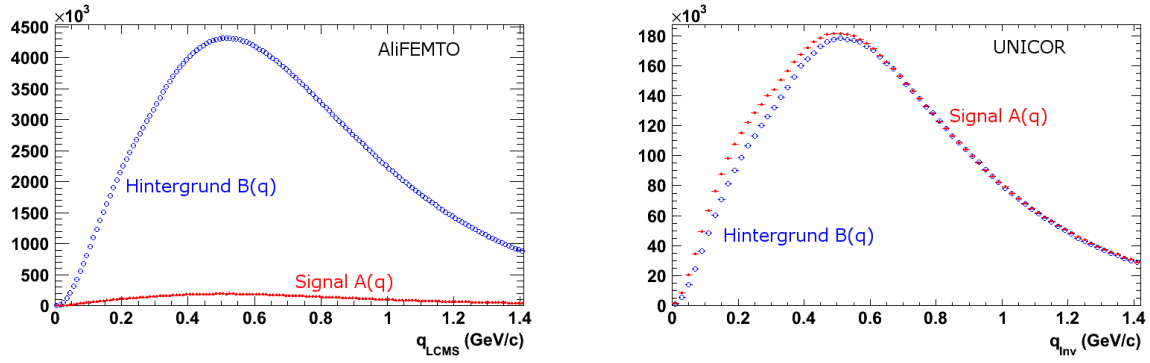 ×10³
4500
4000
3500
3000
2500
2000
1500
1000
500
0
AliFEMTO
Hintergrund B(q)
Signal A(q)
0 0.2 0.4 0.6 0.8 1 1.2 1.4
q_LCMS (GeV/c)
×10³
180
160
140
120
100
80
60
40
20
0
UNICOR
Signal A(q)
Hintergrund B(q)
0 0.2 0.4 0.6 0.8 1 1.2 1.4
q_Inv (GeV/c)